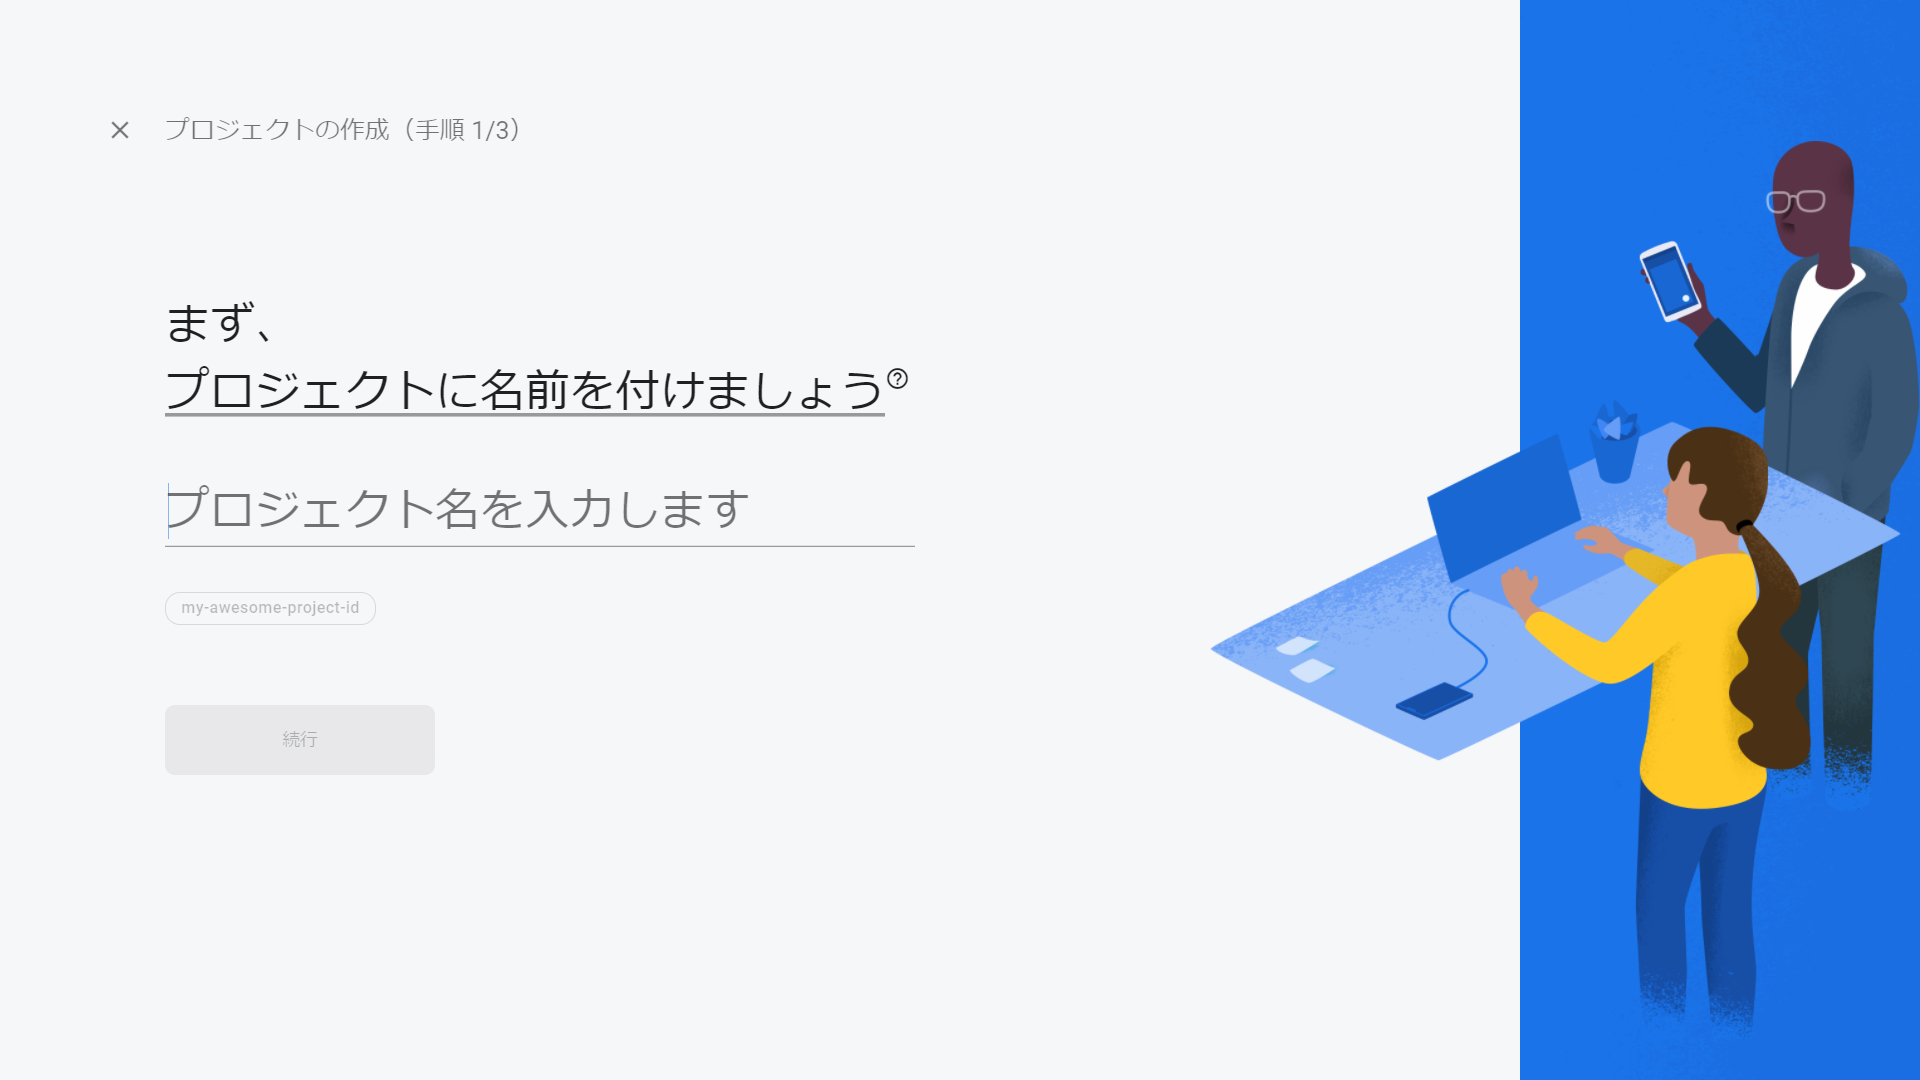 プロジェクトの作成（手順 1/3）
まず、
プロジェクトに名前を付けましょう
プロジェクト名を入力します
my-awesome-project-id
続行